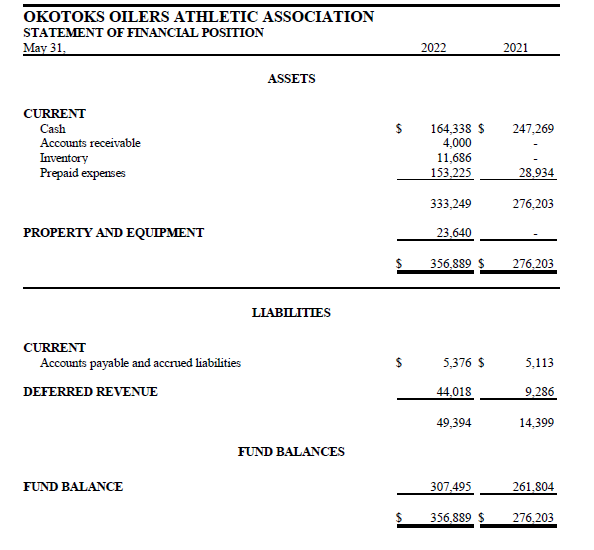 OKOTOKS OILERS ATHLETIC ASSOCIATION
STATEMENT OF FINANCIAL POSITION
May 31, 2022 2021
ASSETS
CURRENT
Cash $ 164,338 $ 247,269
Accounts receivable 4,000 -
Inventory 11,686 -
Prepaid expenses 153,225 28,934
333,249 276,203
PROPERTY AND EQUIPMENT 23,640 -
$ 356,889 $ 276,203
LIABILITIES
CURRENT
Accounts payable and accrued liabilities $ 5,376 $ 5,113
DEFERRED REVENUE 44,018 9,286
49,394 14,399
FUND BALANCES
FUND BALANCE 307,495 261,804
$ 356,889 $ 276,203